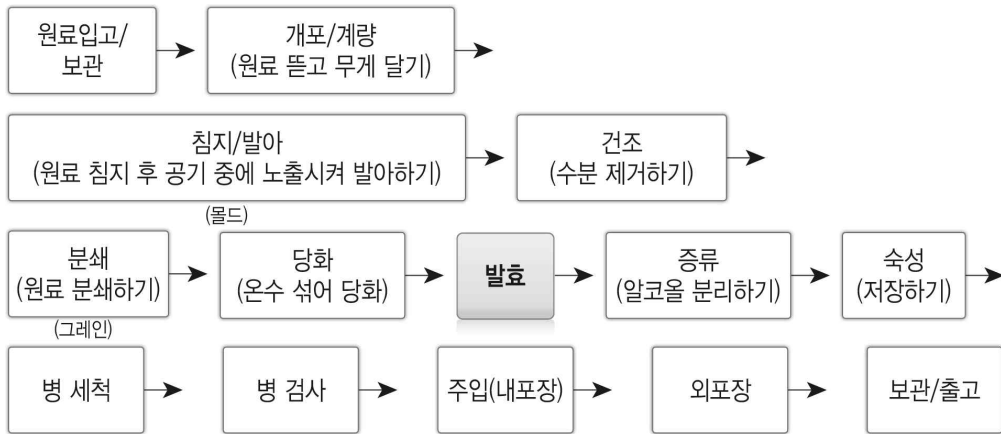 원료입고/
보관
개포/계량
(원료 뜯고 무게 달기)
침지/발아
(원료 침지 후 공기 중에 노출시켜 발아하기)
(몰드)
건조
(수분 제거하기)
분쇄
(원료 분쇄하기)
(그레인)
당화
(온수 섞어 당화)
발효
증류
(알코올 분리하기)
숙성
(저장하기)
병 세척
병 검사
주입(내포장)
외포장
보관/출고